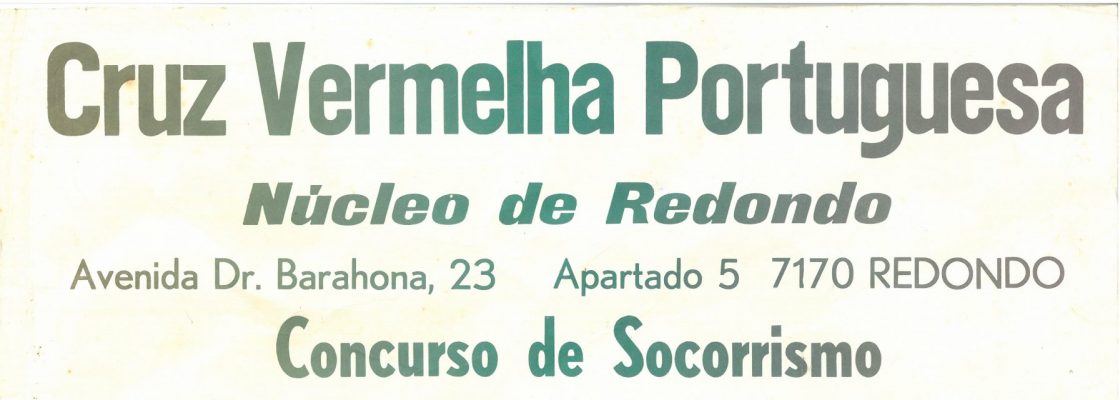 Cruz Vermelha Portuguesa
Núcleo de Redondo
Avenida Dr. Barahona, 23 Apartado 5 7170 REDONDO
Concurso de Socorrismo